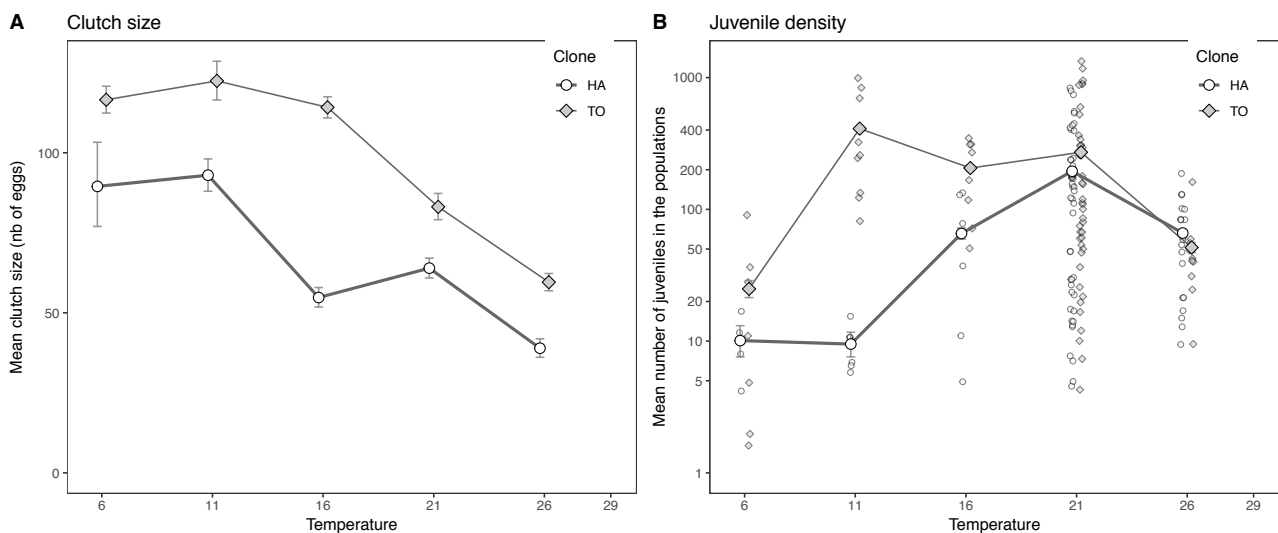 A
Clutch size
Mean clutch size (nb of eggs)
100
50
0
6
11
16
21
26
29
Temperature
Clone
HA
TO
B
Juvenile density
Mean number of juveniles in the populations
1000
400
200
100
50
20
10
5
1
6
11
16
21
26
29
Temperature
Clone
HA
TO